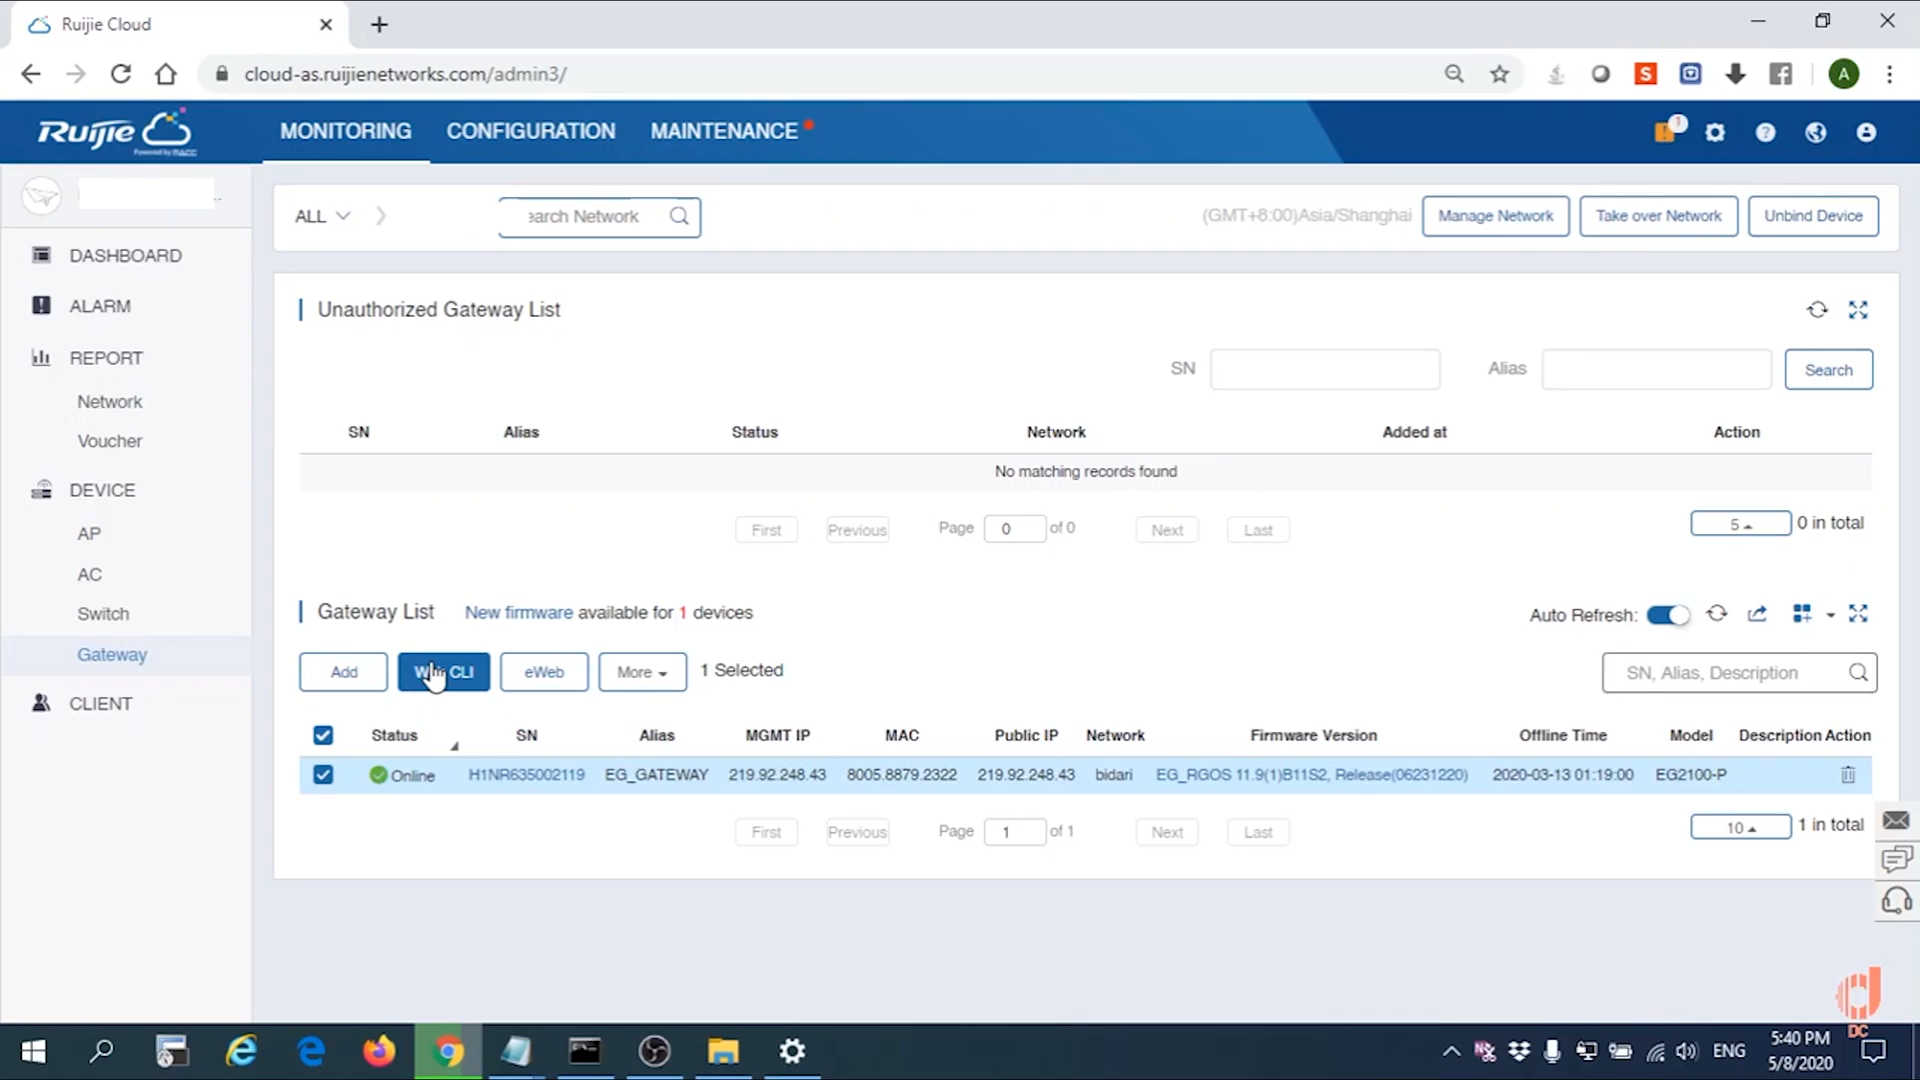 Ruijie Cloud
cloud-as.ruijienetworks.com/admin3/
S
A
Ruijie
Powered by MACC
MONITORING
CONFIGURATION
MAINTENANCE
1
..
ALL
earch Network
(GMT+8:00)Asia/Shanghai
Manage Network
Take over Network
Unbind Device
DASHBOARD
ALARM
REPORT
Network
Voucher
DEVICE
AP
AC
Switch
Gateway
CLIENT
Unauthorized Gateway List
SN
Alias
Search
SN Alias Status Network Added at Action
No matching records found
First Previous Page 0 of 0 Next Last 5 0 in total
Gateway List New firmware available for 1 devices
Auto Refresh:
Add
CLI
eWeb
More
1 Selected
SN, Alias, Description
Status SN Alias MGMT IP MAC Public IP Network Firmware Version Offline Time Model Description Action
Online H1NR635002119 EG_GATEWAY 219.92.248.43 8005.8879.2322 219.92.248.43 bidari EG_RGOS 11.9(1)B11S2, Release(06231220) 2020-03-13 01:19:00 EG2100-P
First Previous Page 1 of 1 Next Last 10 1 in total
DC
ENG
5:40 PM
5/8/2020